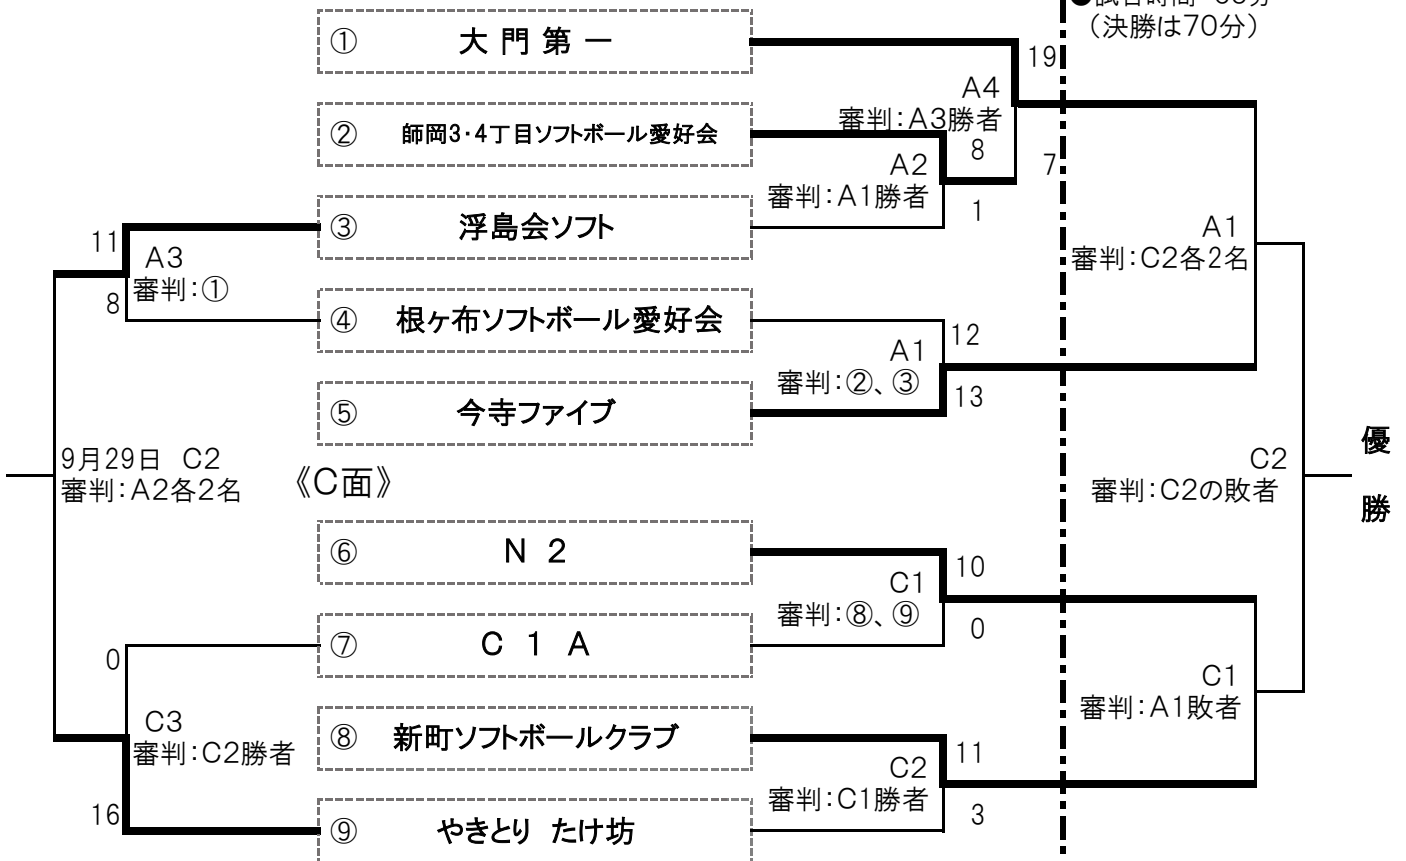 (決勝は70分)
① 大門第一
19
A4
審判:A3勝者
② 師岡3・4丁目ソフトボール愛好会
8
7
A2
審判:A1勝者
1
③ 浮島会ソフト
11
A3
審判:①
8
A1
審判:C2各2名
④ 根ヶ布ソフトボール愛好会
12
A1
審判:②、③
13
⑤ 今寺ファイブ
9月29日 C2
審判:A2各2名
《C面》
C2
審判:C2の敗者
優
勝
⑥ N 2
10
C1
審判:⑧、⑨
0
⑦ C 1 A
0
C3
審判:C2勝者
16
C1
審判:A1敗者
⑧ 新町ソフトボールクラブ
11
C2
審判:C1勝者
3
⑨ やきとり たけ坊